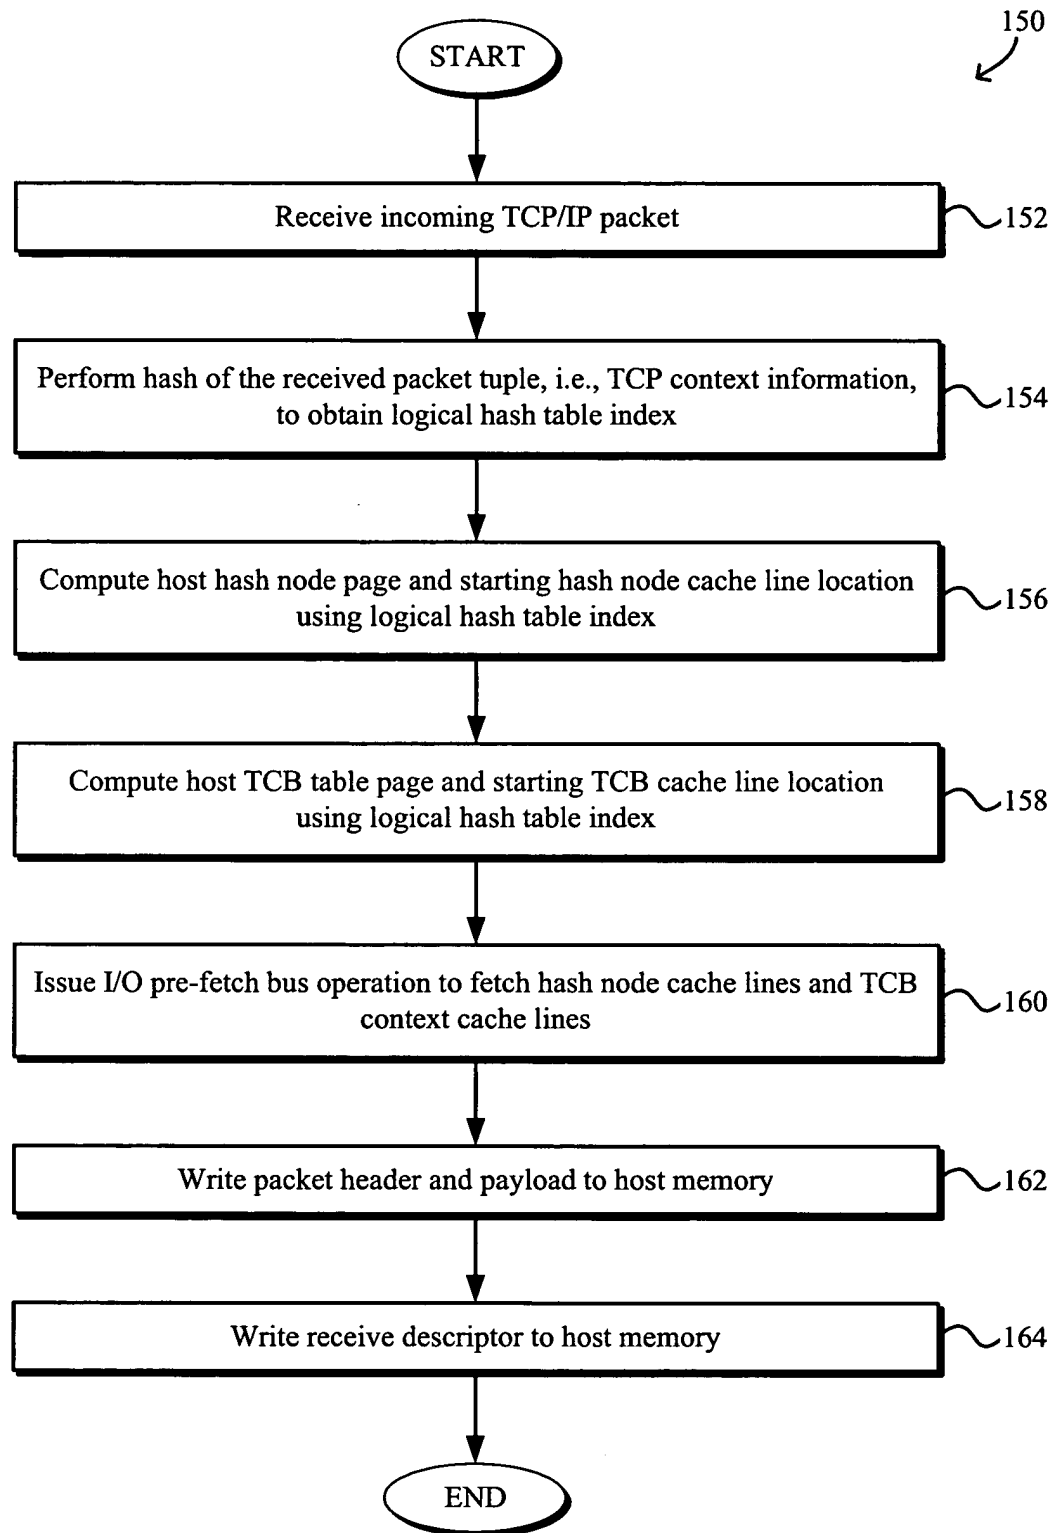 150
START
Receive incoming TCP/IP packet
152
Perform hash of the received packet tuple, i.e., TCP context information,
to obtain logical hash table index
154
Compute host hash node page and starting hash node cache line location
using logical hash table index
156
Compute host TCB table page and starting TCB cache line location
using logical hash table index
158
Issue I/O pre-fetch bus operation to fetch hash node cache lines and TCB
context cache lines
160
Write packet header and payload to host memory
162
Write receive descriptor to host memory
164
END